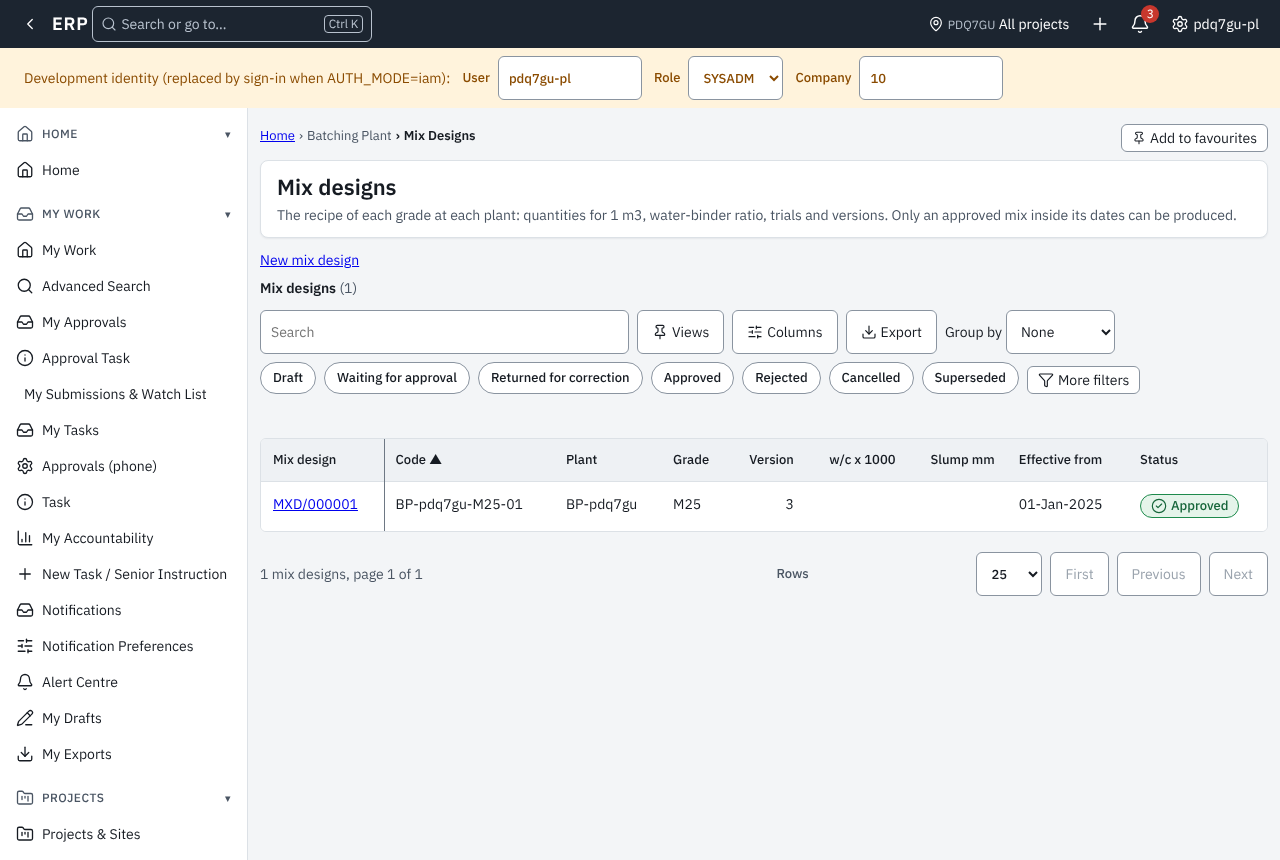 ERP
Search or go to...
Ctrl K
PDQ7GU All projects
3
pdq7gu-pl
Development identity (replaced by sign-in when AUTH_MODE=iam):
User
pdq7gu-pl
Role
SYSADM
Company
10
HOME
Home
MY WORK
My Work
Advanced Search
My Approvals
Approval Task
My Submissions & Watch List
My Tasks
Approvals (phone)
Task
My Accountability
New Task / Senior Instruction
Notifications
Notification Preferences
Alert Centre
My Drafts
My Exports
PROJECTS
Projects & Sites
Home › Batching Plant › Mix Designs
Add to favourites
Mix designs
The recipe of each grade at each plant: quantities for 1 m3, water-binder ratio, trials and versions. Only an approved mix inside its dates can be produced.
New mix design
Mix designs (1)
Search
Views
Columns
Export
Group by
None
Draft
Waiting for approval
Returned for correction
Approved
Rejected
Cancelled
Superseded
More filters
Mix design Code ▲ Plant Grade Version w/c x 1000 Slump mm Effective from Status
MXD/000001 BP-pdq7gu-M25-01 BP-pdq7gu M25 3 01-Jan-2025 Approved
1 mix designs, page 1 of 1
Rows
25
First
Previous
Next